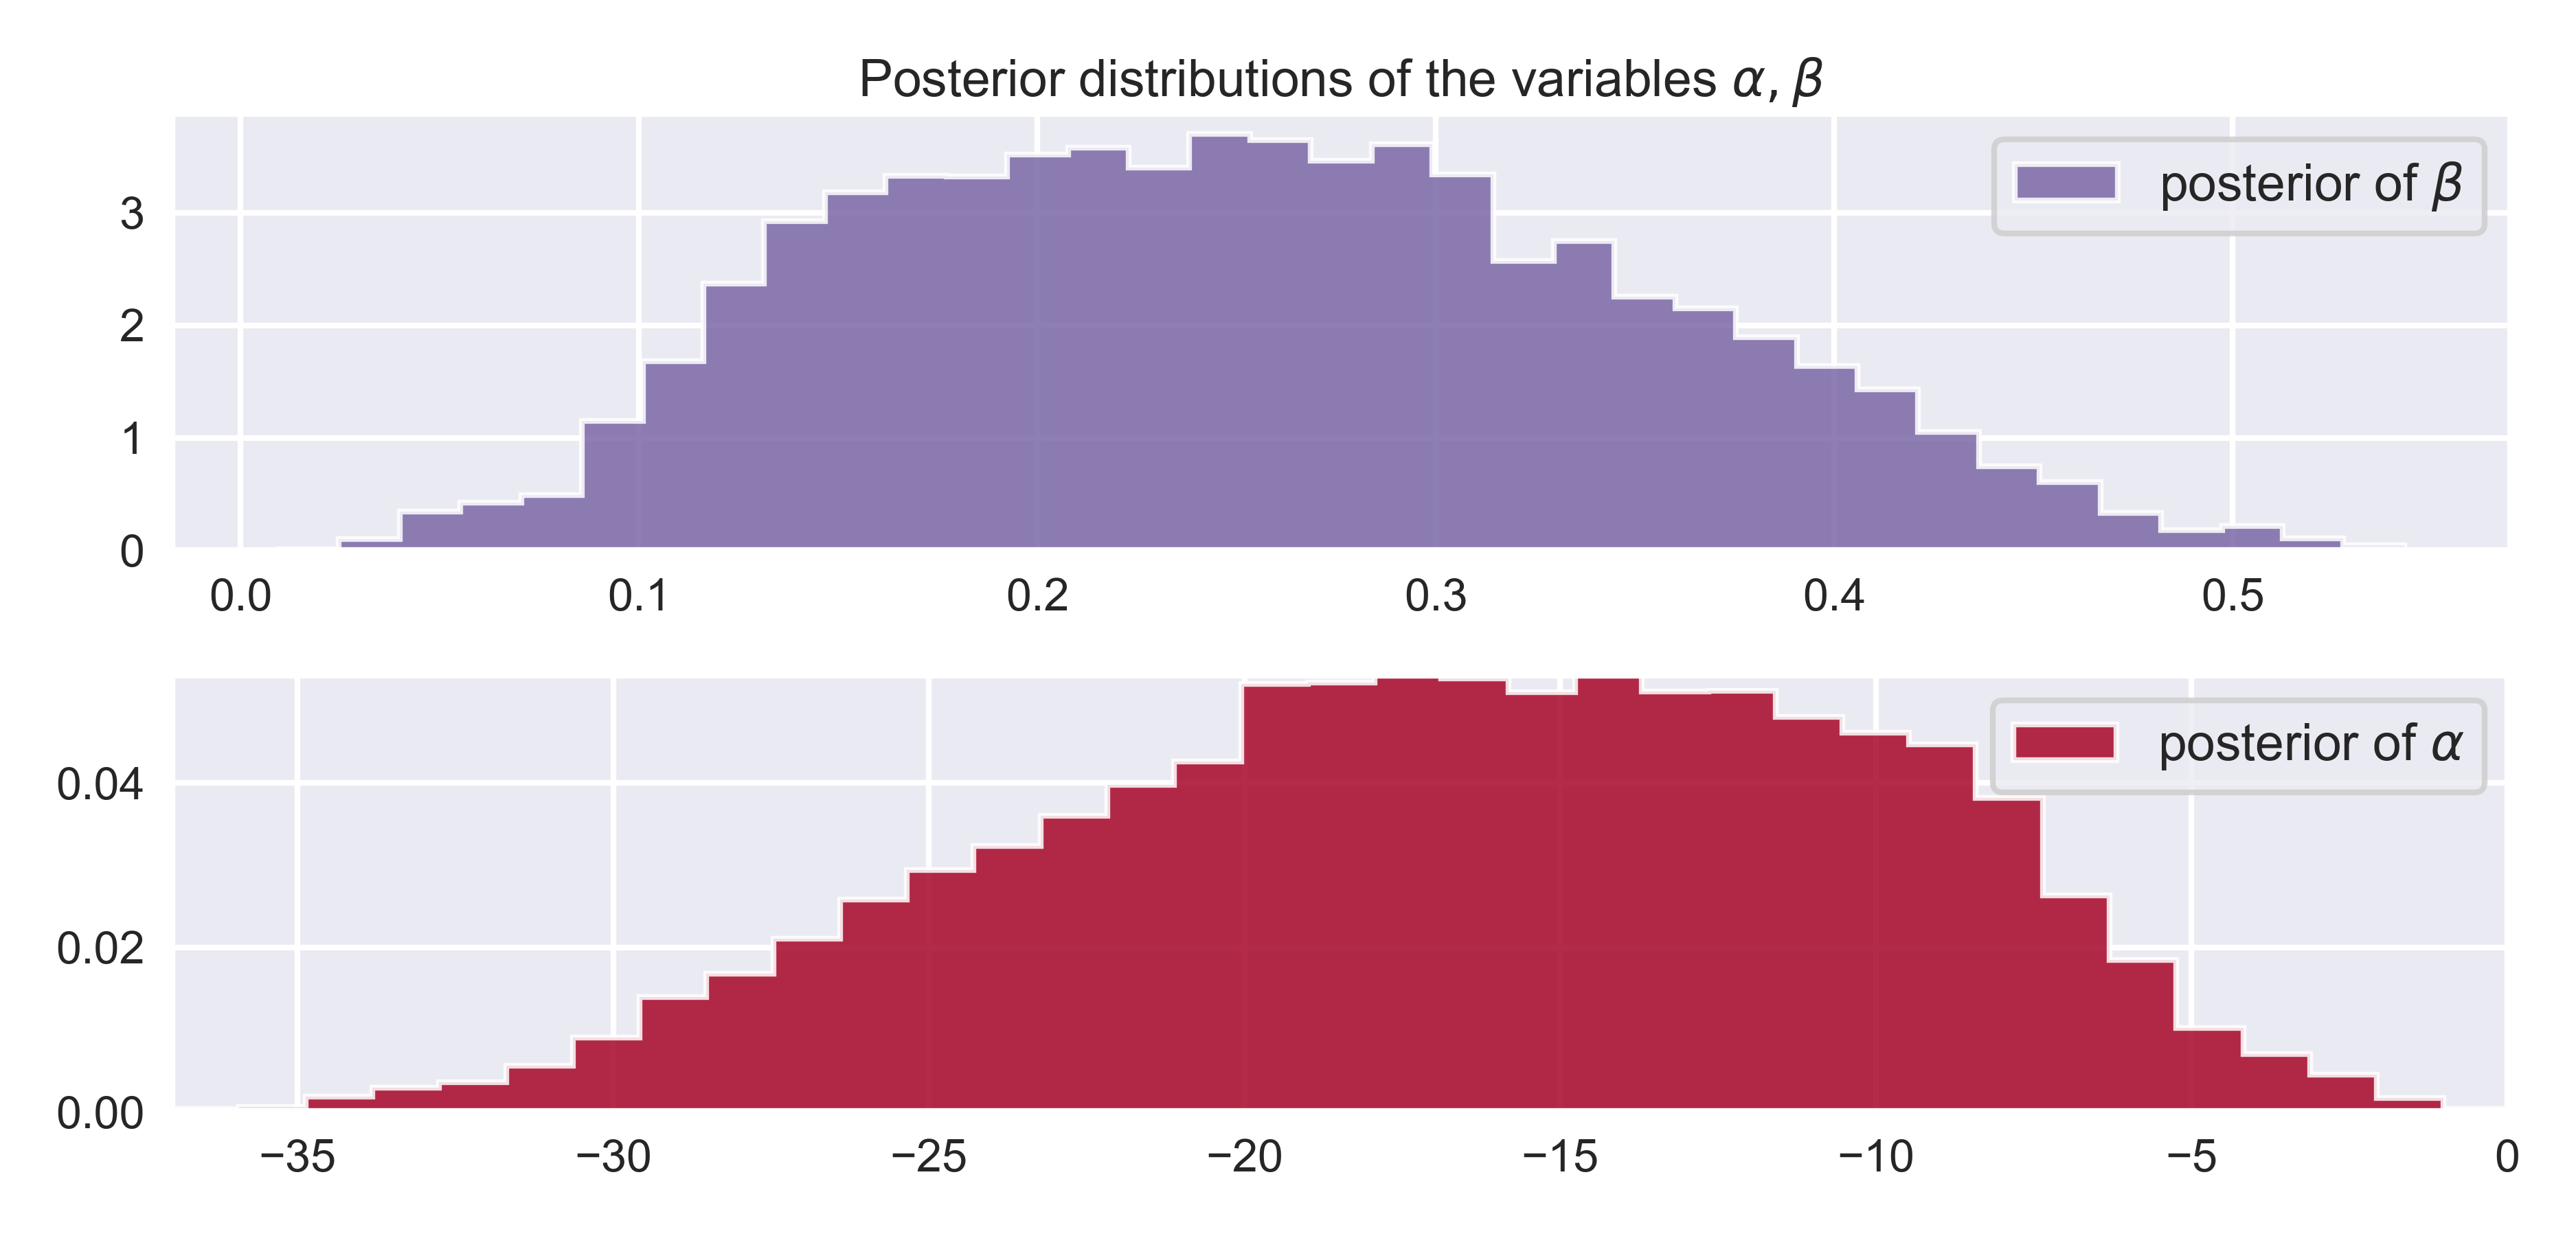 Posterior distributions of the variables α, β
posterior of β
3
2
1
0
0.0 0.1 0.2 0.3 0.4 0.5
posterior of α
0.04
0.02
0.00
−35 −30 −25 −20 −15 −10 −5 0